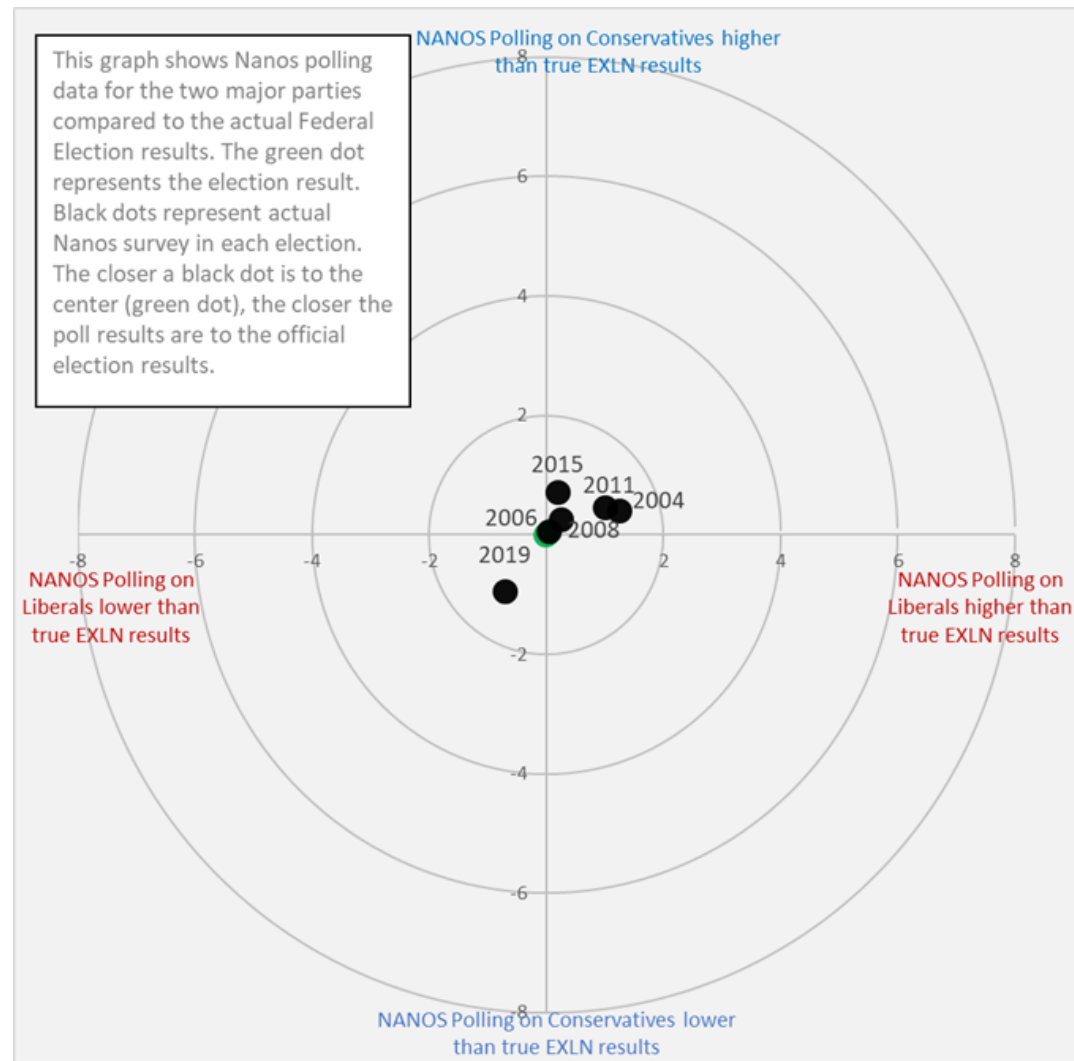 NANOS Polling on Conservatives higher
than true EXLN results
This graph shows Nanos polling
data for the two major parties
compared to the actual Federal
Election results. The green dot
represents the election result.
Black dots represent actual
Nanos survey in each election.
The closer a black dot is to the
center (green dot), the closer the
poll results are to the official
election results.
8
6
4
2
2015
2011
2004
2006
2008
2019
-8
-6
-4
-2
2
4
6
8
NANOS Polling on
Liberals lower than
true EXLN results
NANOS Polling on
Liberals higher than
true EXLN results
-2
-4
-6
-8
NANOS Polling on Conservatives lower
than true EXLN results